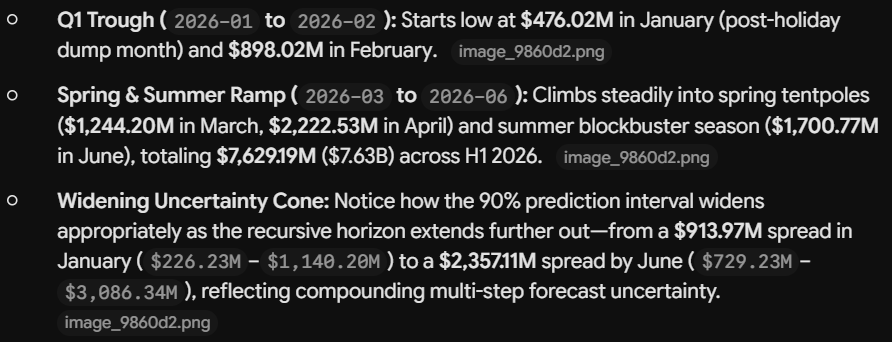 Q1 Trough ( 2026-01 to 2026-02 ): Starts low at $476.02M in January (post-holiday
dump month) and $898.02M in February. image_9860d2.png
Spring & Summer Ramp ( 2026-03 to 2026-06 ): Climbs steadily into spring tentpoles
($1,244.20M in March, $2,222.53M in April) and summer blockbuster season ($1,700.77M
in June), totaling $7,629.19M ($7.63B) across H1 2026. image_9860d2.png
Widening Uncertainty Cone: Notice how the 90% prediction interval widens
appropriately as the recursive horizon extends further out—from a $913.97M spread in
January ( $226.23M – $1,140.20M ) to a $2,357.11M spread by June ( $729.23M –
$3,086.34M ), reflecting compounding multi-step forecast uncertainty.
image_9860d2.png